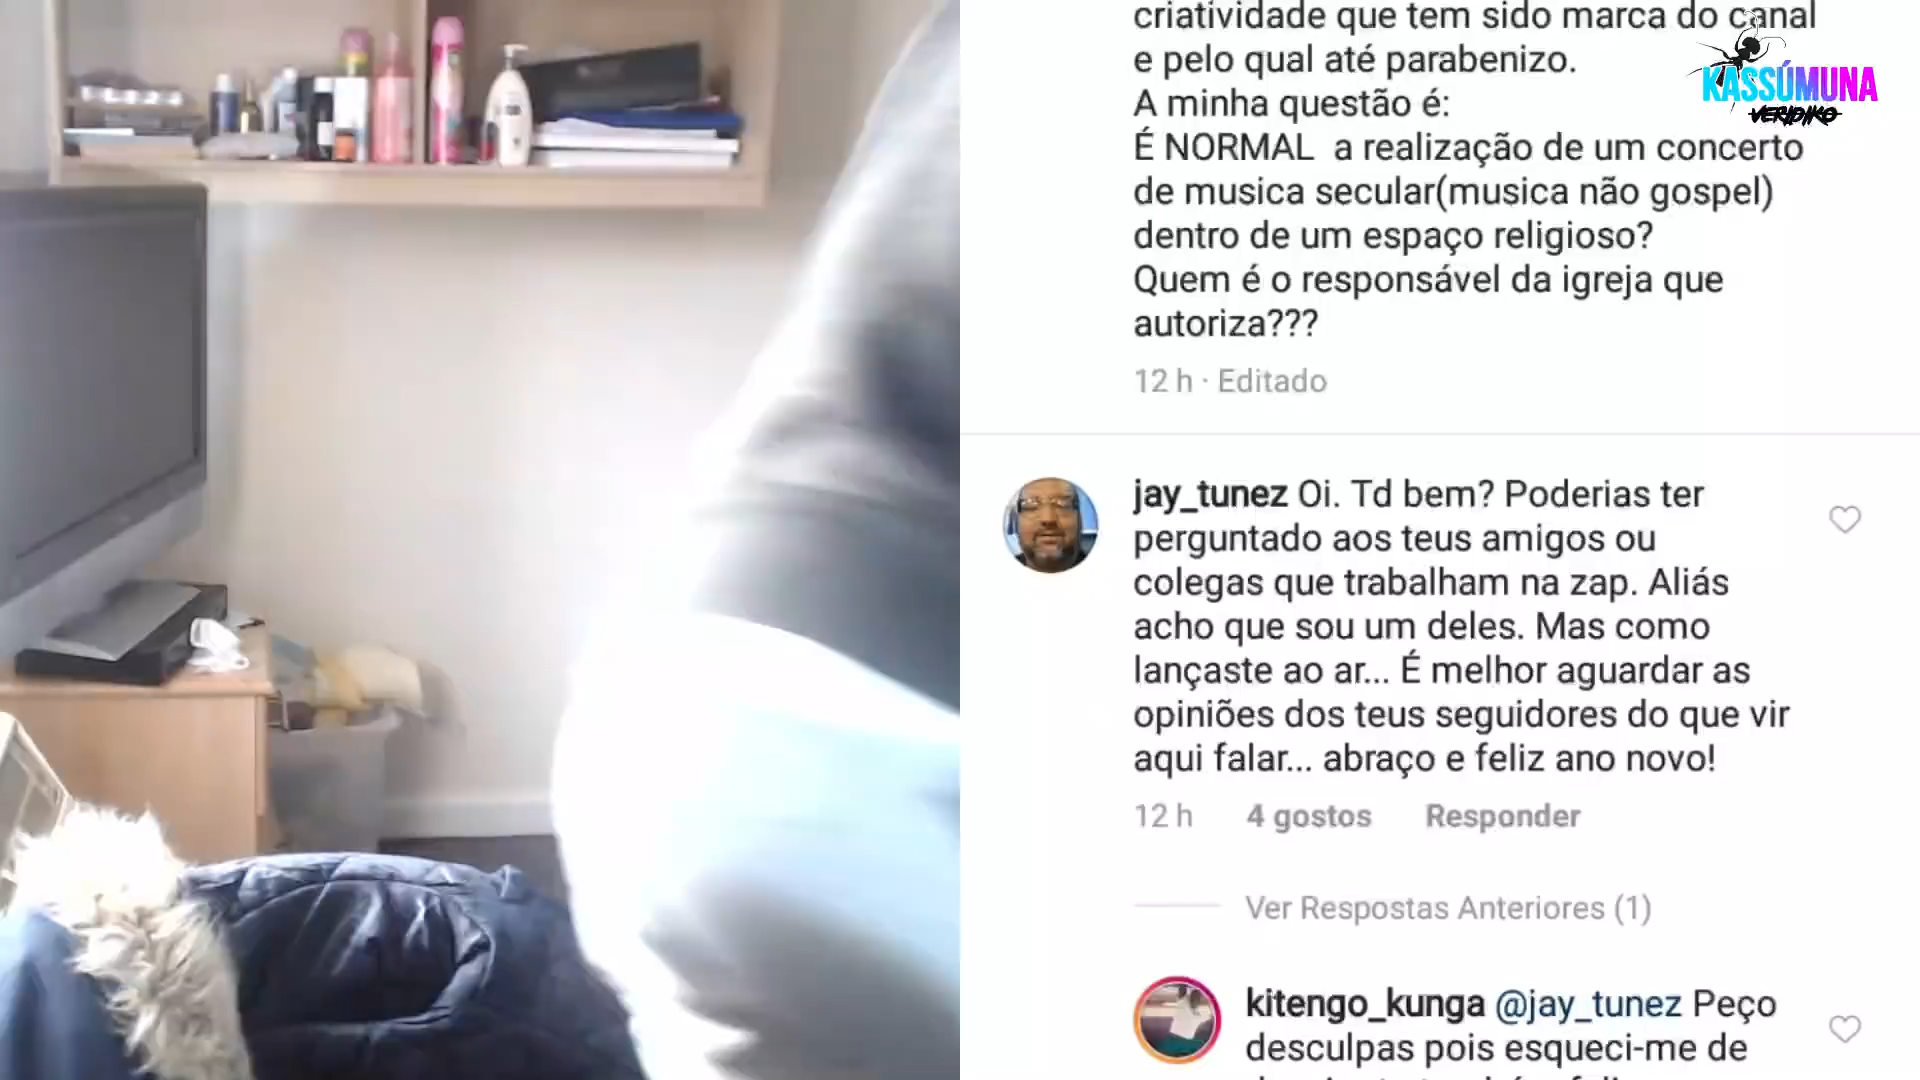 criatividade que tem sido marca do canal
e pelo qual até parabenizo.
A minha questão é:
É NORMAL  a realização de um concerto
de musica secular(musica não gospel)
dentro de um espaço religioso?
Quem é o responsável da igreja que
autoriza???
12 h · Editado
KASSÚMUNA
VERIDIKO
jay_tunez Oi. Td bem? Poderias ter
perguntado aos teus amigos ou
colegas que trabalham na zap. Aliás
acho que sou um deles. Mas como
lançaste ao ar... É melhor aguardar as
opiniões dos teus seguidores do que vir
aqui falar... abraço e feliz ano novo!
12 h 4 gostos Responder
Ver Respostas Anteriores (1)
kitengo_kunga @jay_tunez Peço
desculpas pois esqueci-me de